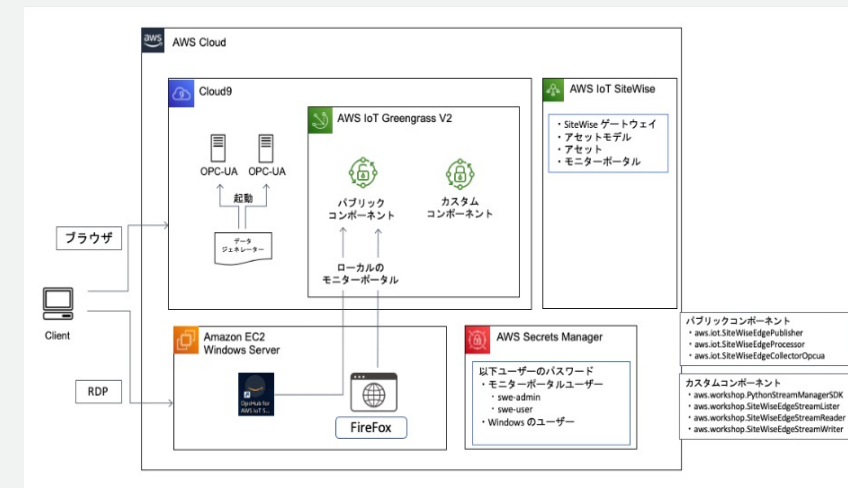 aws
AWS Cloud
Cloud9
AWS IoT Greengrass V2
OPC-UA
OPC-UA
起動
データ
ジェネレーター
パブリック
コンポーネント
カスタム
コンポーネント
ローカルの
モニターポータル
AWS IoT SiteWise
・SiteWise ゲートウェイ
・アセットモデル
・アセット
・モニターポータル
ブラウザ
Client
RDP
Amazon EC2
Windows Server
OpsHub for
AWS IoT S...
FireFox
AWS Secrets Manager
以下ユーザーのパスワード
・モニターポータルユーザー
・swe-admin
・swe-user
・Windows のユーザー
パブリックコンポーネント
・aws.iot.SiteWiseEdgePublisher
・aws.iot.SiteWiseEdgeProcessor
・aws.iot.SiteWiseEdgeCollectorOpcua
カスタムコンポーネント
・aws.workshop.PythonStreamManagerSDK
・aws.workshop.SiteWiseEdgeStreamLister
・aws.workshop.SiteWiseEdgeStreamReader
・aws.workshop.SiteWiseEdgeStreamWriter